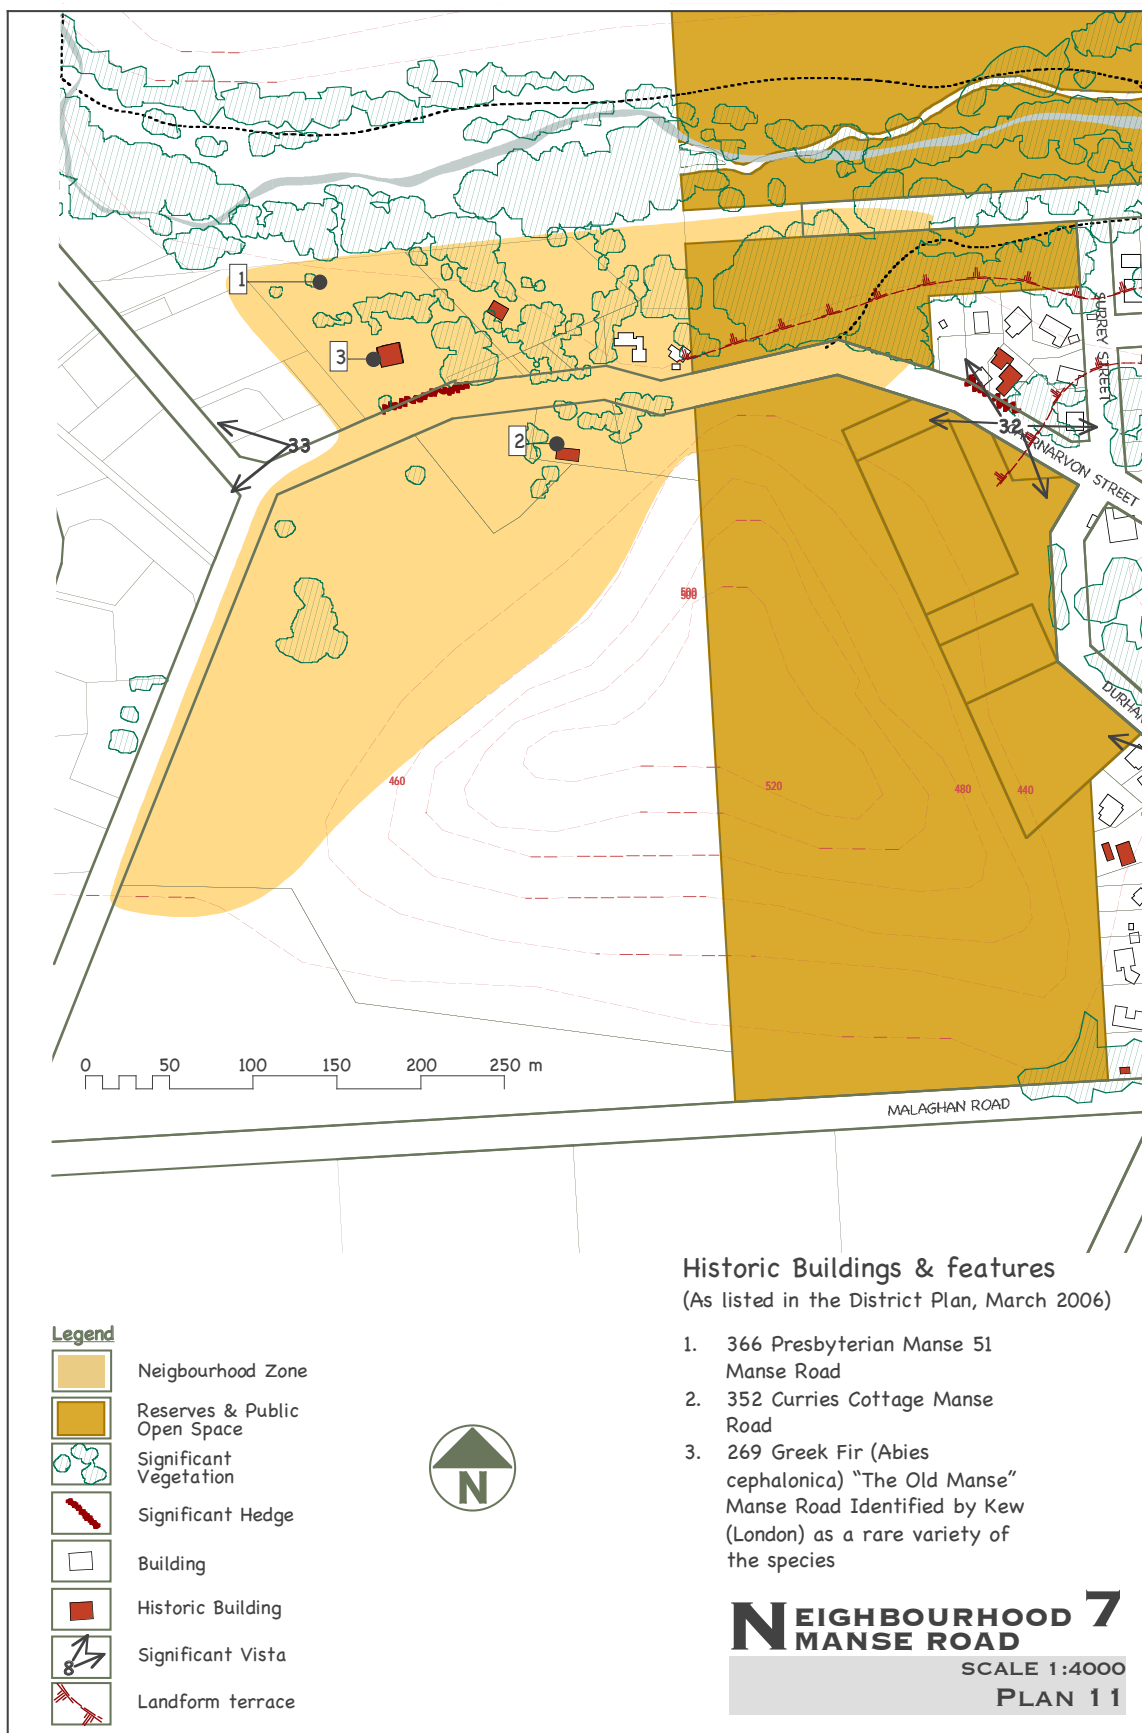 1
3
2
33
32
SURREY STREET
CAERNARVON STREET
500
500
460
520
480
440
0 50 100 150 200 250 m
MALAGHAN ROAD
Historic Buildings & features
(As listed in the District Plan, March 2006)
1. 366 Presbyterian Manse 51
Manse Road
2. 352 Curries Cottage Manse
Road
3. 269 Greek Fir (Abies
cephalonica) “The Old Manse”
Manse Road Identified by Kew
(London) as a rare variety of
the species
Legend
Neigbourhood Zone
Reserves & Public
Open Space
Significant
Vegetation
Significant Hedge
Building
Historic Building
8
Significant Vista
Landform terrace
N
NEIGHBOURHOOD 7
MANSE ROAD
SCALE 1:4000
PLAN 11